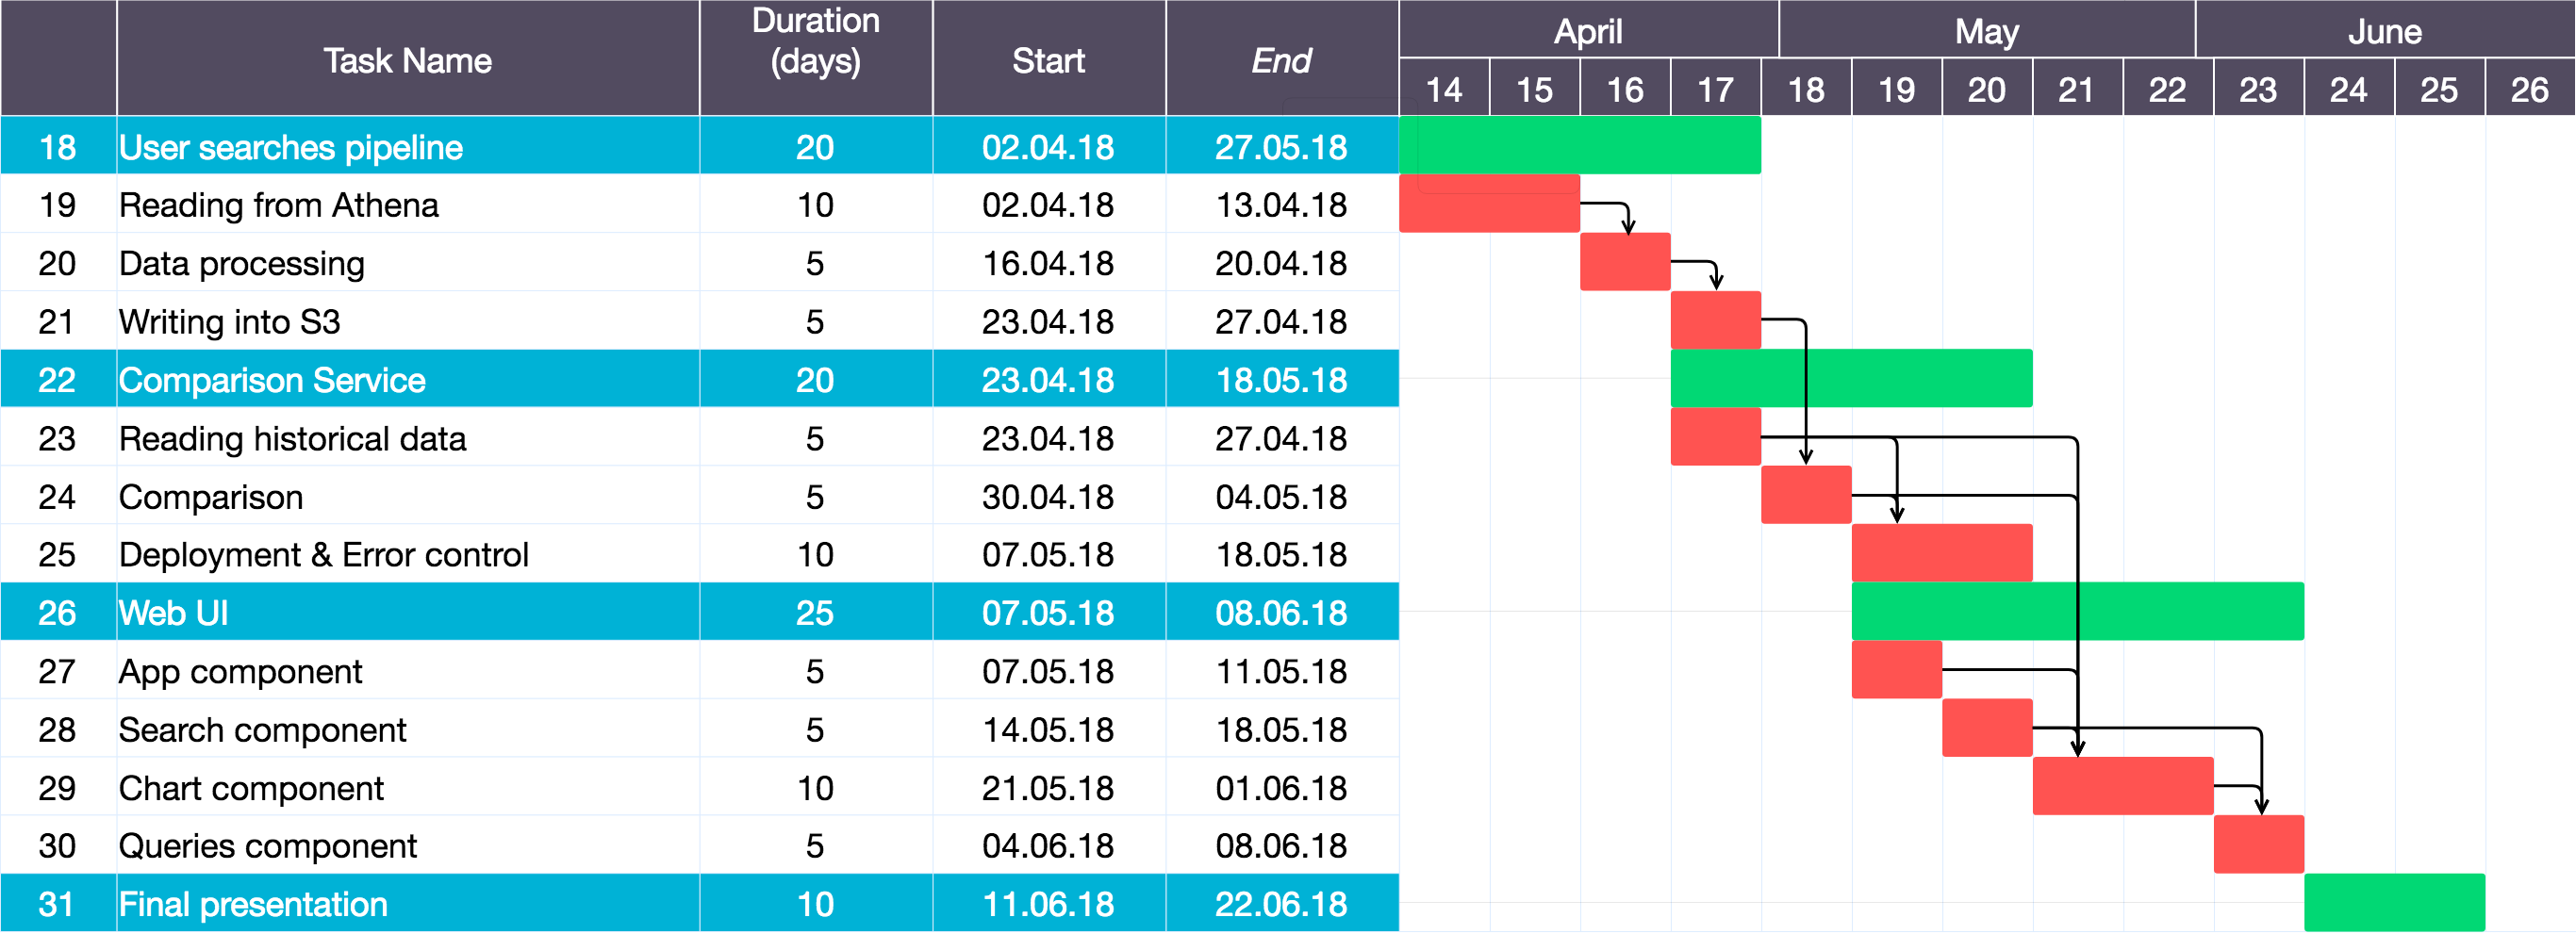 Task Name Duration (days) Start End April May June
14 15 16 17 18 19 20 21 22 23 24 25 26
18 User searches pipeline 20 02.04.18 27.05.18
19 Reading from Athena 10 02.04.18 13.04.18
20 Data processing 5 16.04.18 20.04.18
21 Writing into S3 5 23.04.18 27.04.18
22 Comparison Service 20 23.04.18 18.05.18
23 Reading historical data 5 23.04.18 27.04.18
24 Comparison 5 30.04.18 04.05.18
25 Deployment & Error control 10 07.05.18 18.05.18
26 Web UI 25 07.05.18 08.06.18
27 App component 5 07.05.18 11.05.18
28 Search component 5 14.05.18 18.05.18
29 Chart component 10 21.05.18 01.06.18
30 Queries component 5 04.06.18 08.06.18
31 Final presentation 10 11.06.18 22.06.18